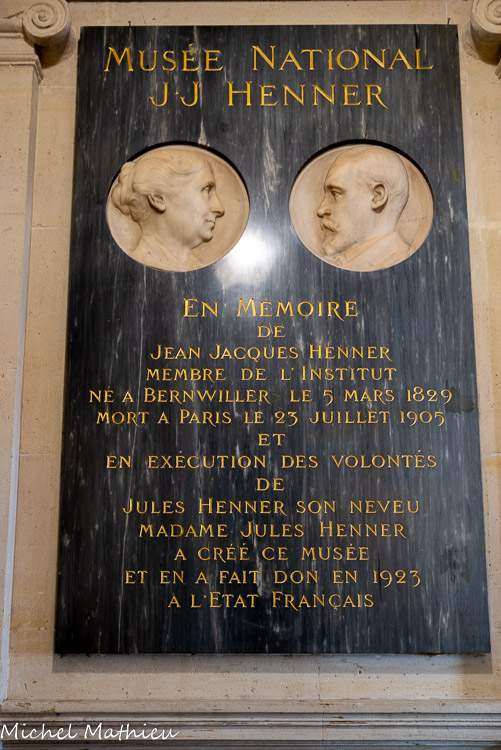 MUSÉE NATIONAL
J.J HENNER
EN MÉMOIRE
DE
JEAN JACQUES HENNER
MEMBRE DE L'INSTITUT
NÉ A BERNWILLER LE 5 MARS 1829
MORT A PARIS LE 23 JUILLET 1905
ET
EN EXÉCUTION DES VOLONTÉS
DE
JULES HENNER SON NEVEU
MADAME JULES HENNER
A CRÉÉ CE MUSÉE
ET EN A FAIT DON EN 1923
A L'ETAT FRANÇAIS
Michel Mathieu